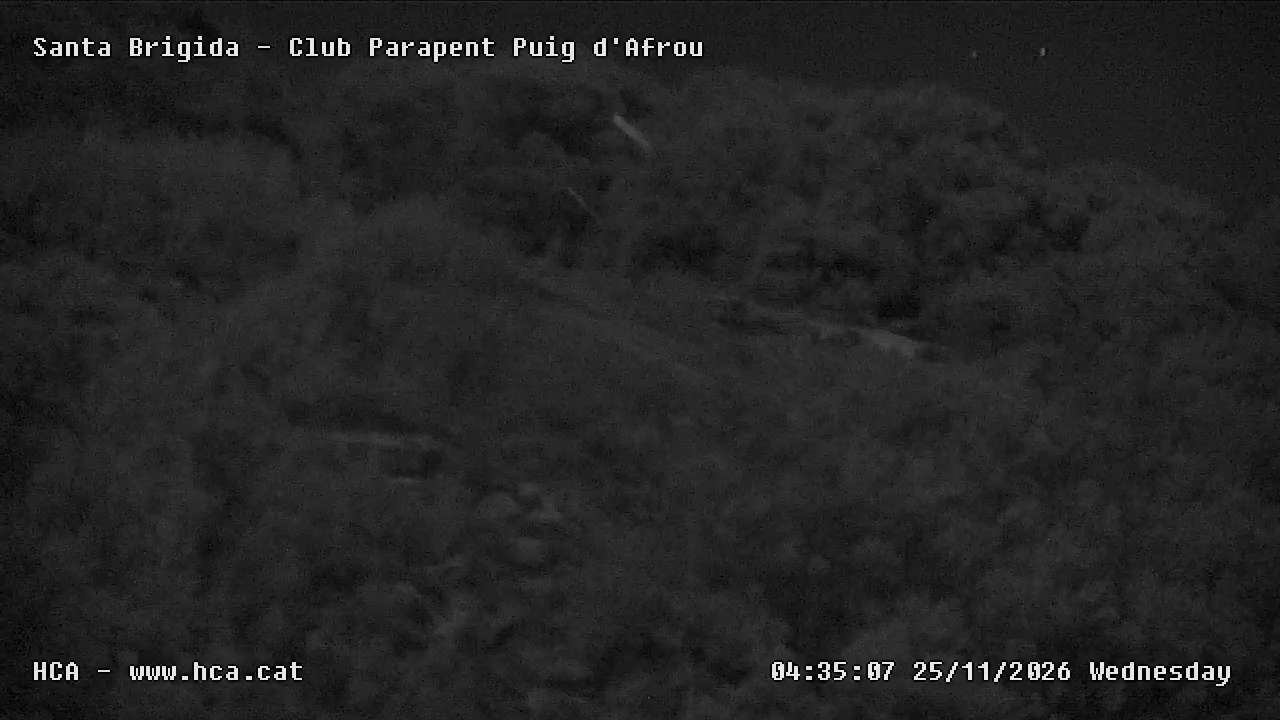 Santa Brigida - Club Parapent Puig d'Afrou
HCA - www.hca.cat
04:35:07 25/11/2026 Wednesday